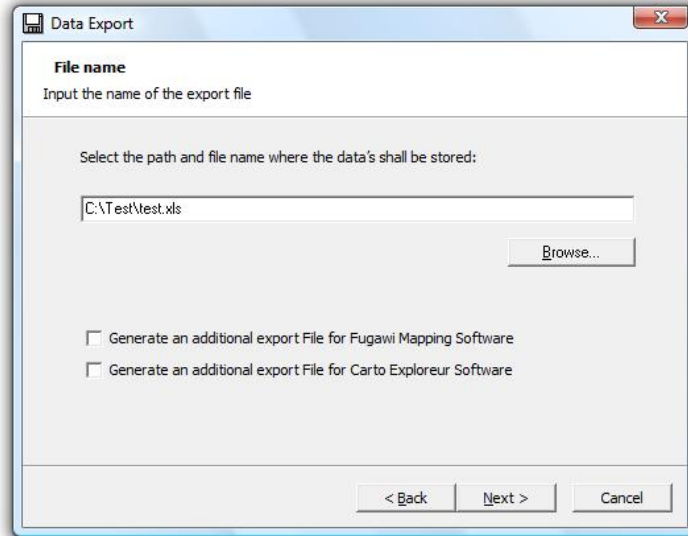 Data Export
File name
Input the name of the export file
Select the path and file name where the data's shall be stored:
C:\Test\test.xls
Browse...
Generate an additional export File for Fugawi Mapping Software
Generate an additional export File for Carto Exploreur Software
< Back
Next >
Cancel